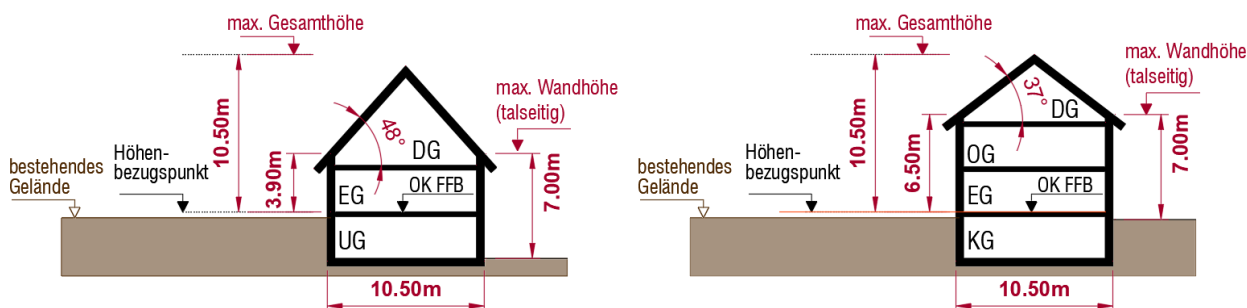 max. Gesamthöhe
10.50m
48°
DG
max. Wandhöhe
(talseitig)
bestehendes
Gelände
Höhen-
bezugspunkt
3.90m
EG
OK FFB
7.00m
UG
10.50m
max. Gesamthöhe
10.50m
37°
DG
max. Wandhöhe
(talseitig)
bestehendes
Gelände
Höhen-
bezugspunkt
6.50m
OG
EG
OK FFB
7.00m
KG
10.50m